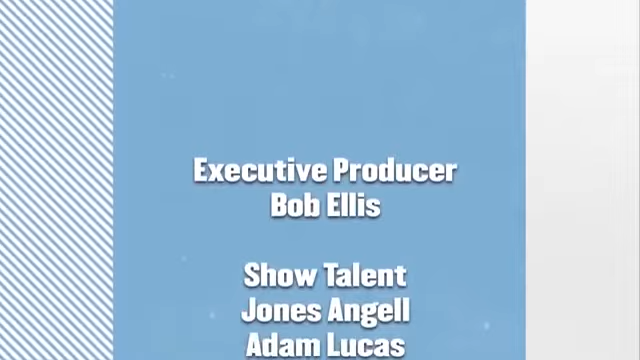 Executive Producer
Bob Ellis
Show Talent
Jones Angell
Adam Lucas